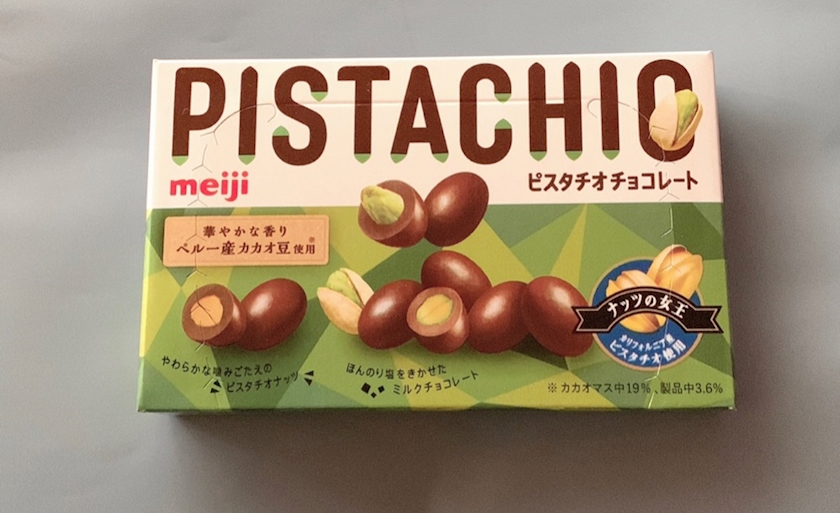 PISTACHIO
meiji
ピスタチオチョコレート
華やかな香り
ペルー産カカオ豆使用※
ナッツの女王
カリフォルニア産
ピスタチオ使用
やわらかな噛みごたえの
ピスタチオナッツ
ほんのり塩をきかせた
ミルクチョコレート
※カカオマス中19%、製品中3.6%